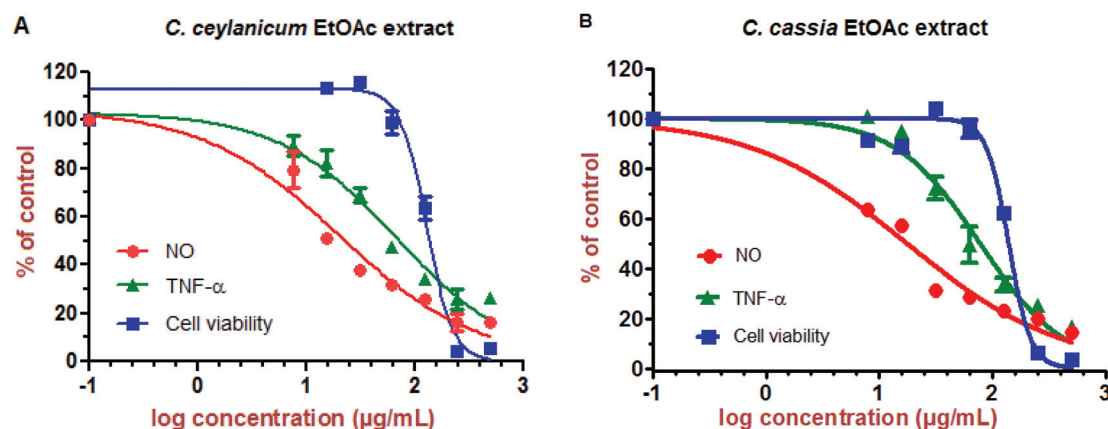 A
C. ceylanicum EtOAc extract
% of control
120
100
80
60
40
20
0
NO
TNF-α
Cell viability
-1
0
1
2
3
log concentration (µg/mL)
B
C. cassia EtOAc extract
% of control
120
100
80
60
40
20
0
NO
TNF-α
Cell viability
-1
0
1
2
3
log concentration (µg/mL)